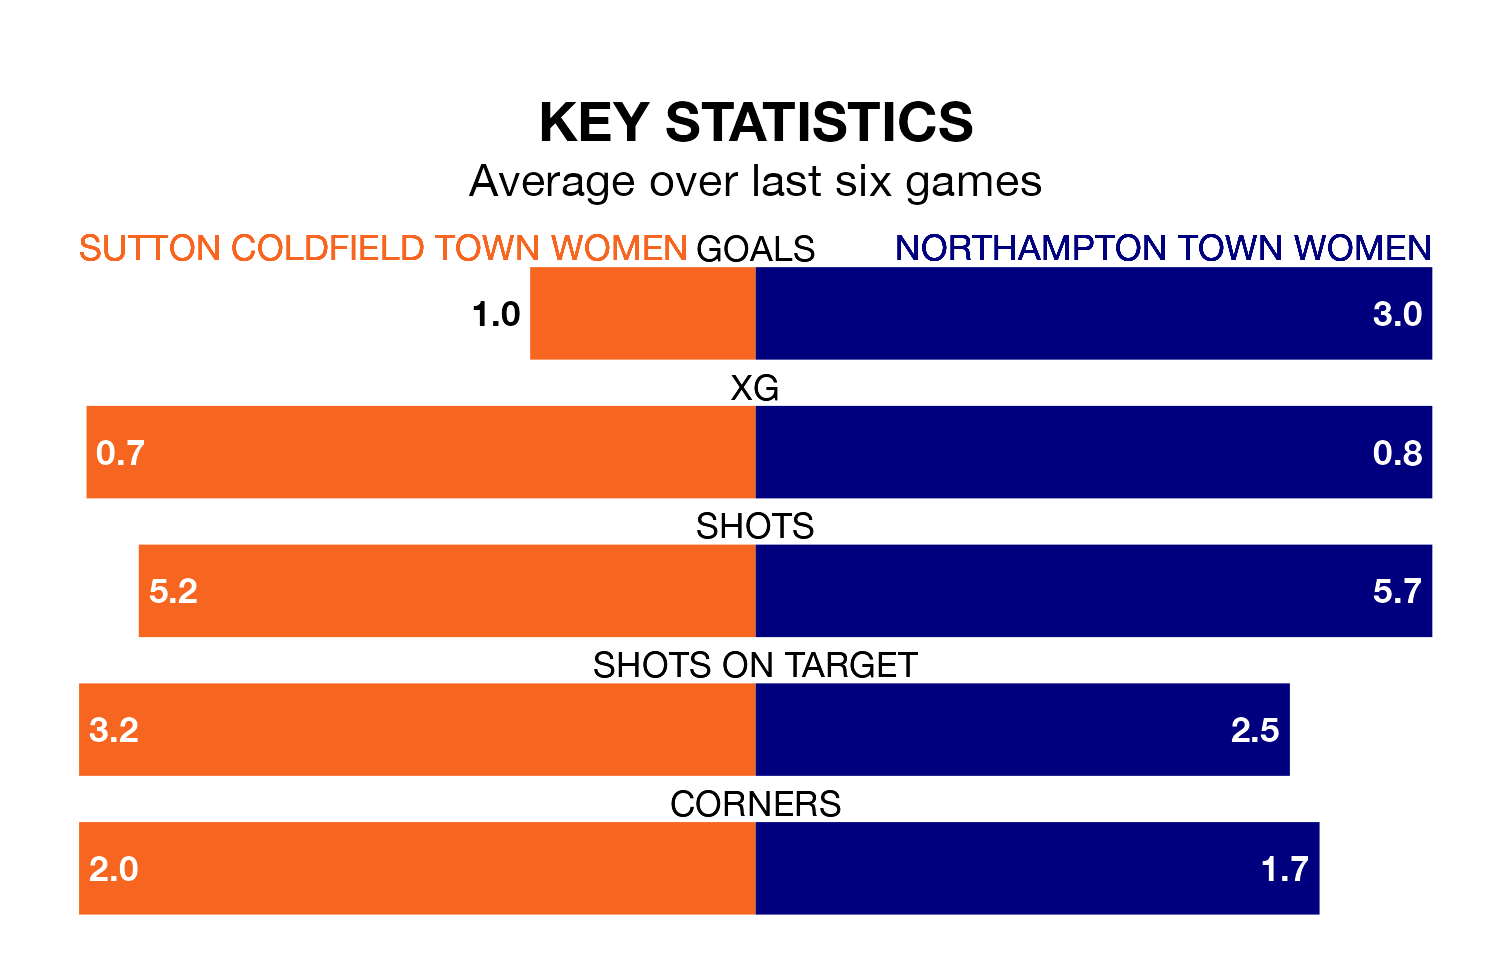 KEY STATISTICS
Average over last six games
SUTTON COLDFIELD TOWN WOMEN GOALS NORTHAMPTON TOWN WOMEN
1.0 3.0
XG
0.7 0.8
SHOTS
5.2 5.7
SHOTS ON TARGET
3.2 2.5
CORNERS
2.0 1.7